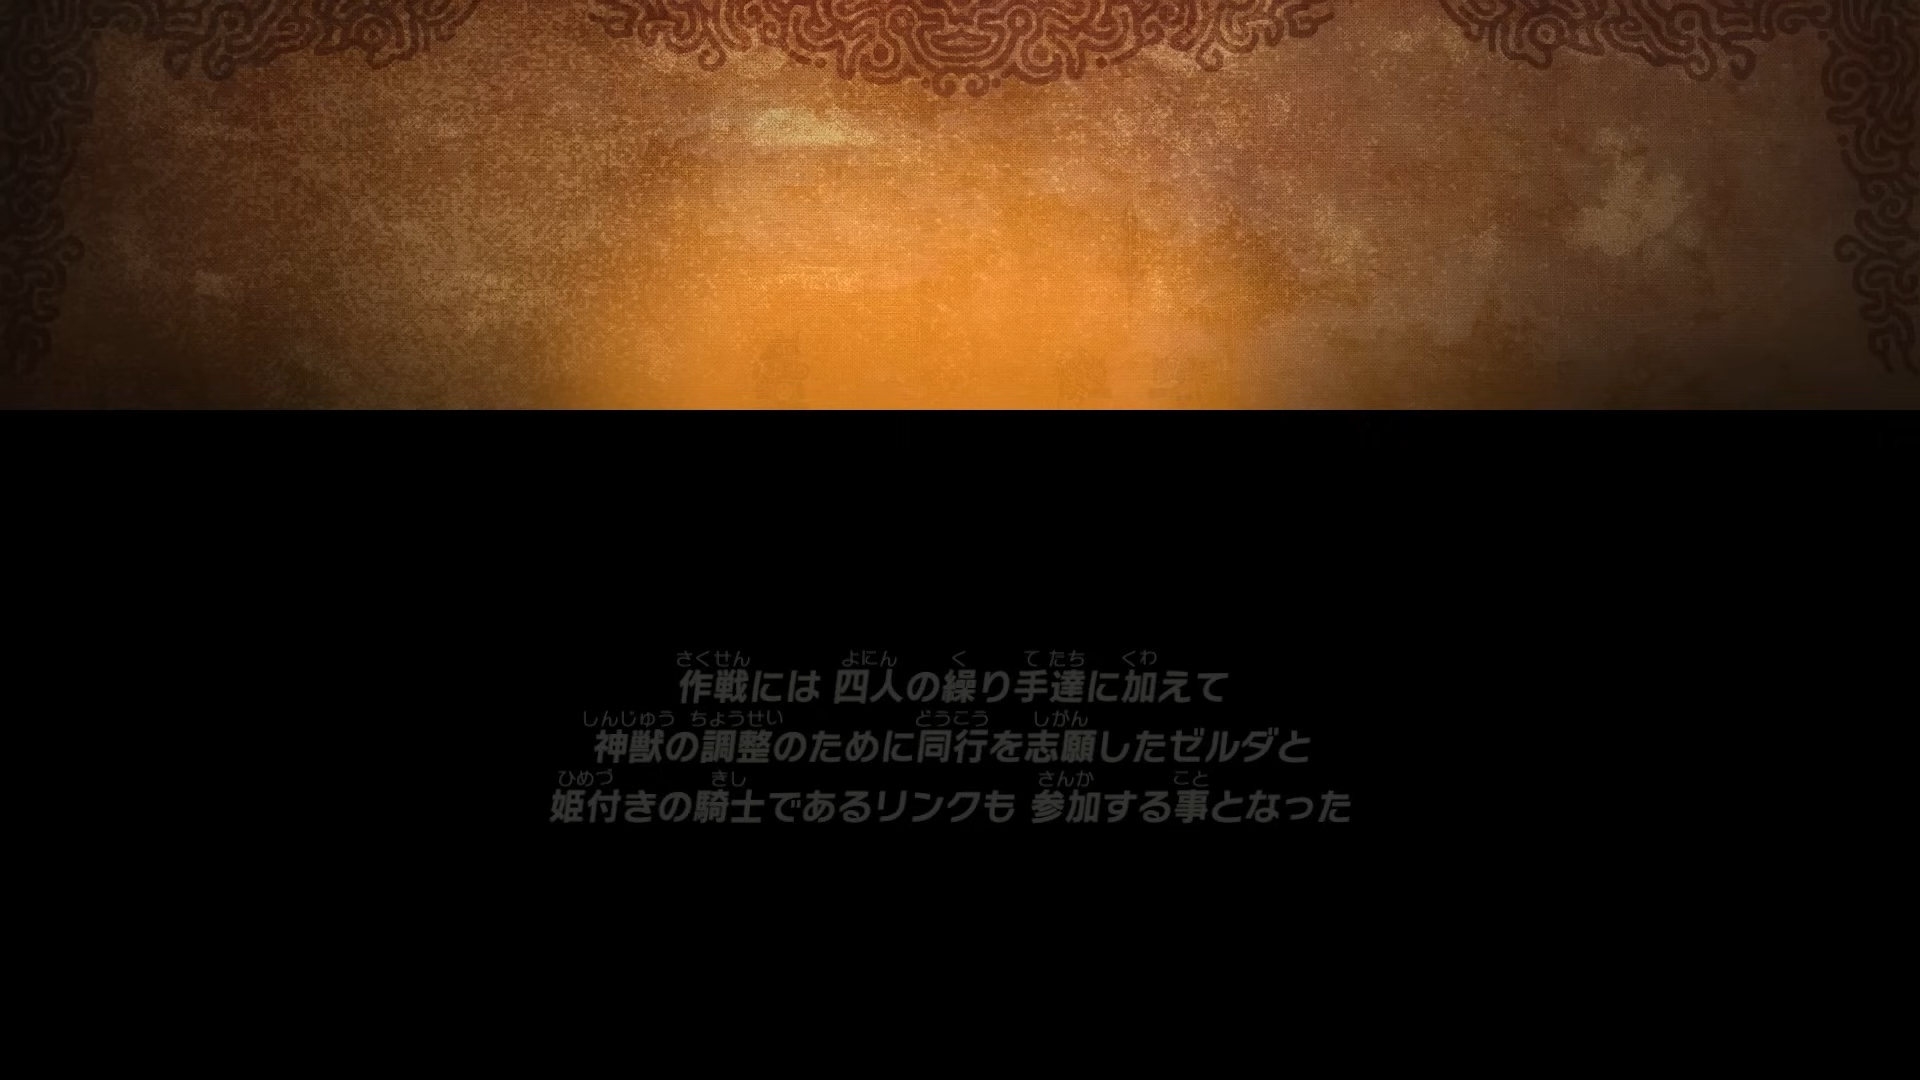 作戦には 四人の繰り手達に加えて
神獣の調整のために同行を志願したゼルダと
姫付きの騎士であるリンクも 参加する事となった